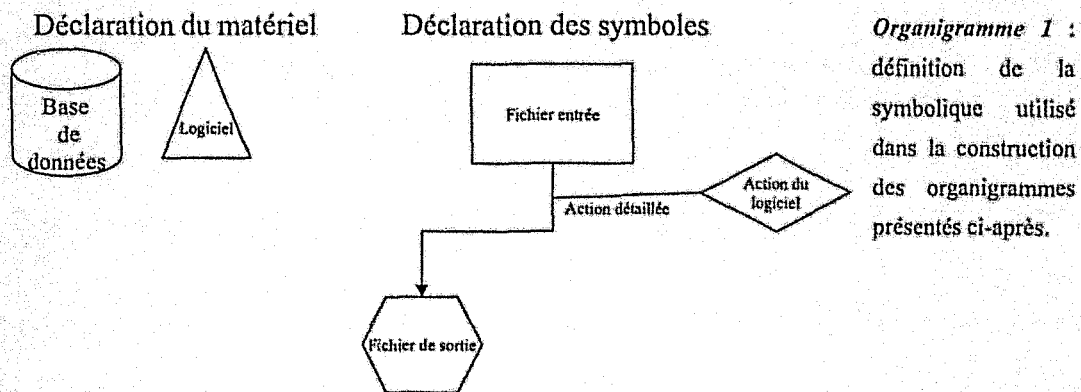 Déclaration du matériel
Déclaration des symboles
Base
de
données
Logiciel
Fichier entrée
Action détaillée
Action du
logiciel
Fichier de sortie
Organigramme 1 :
définition de la
symbolique utilisé
dans la construction
des organigrammes
présentés ci-après.